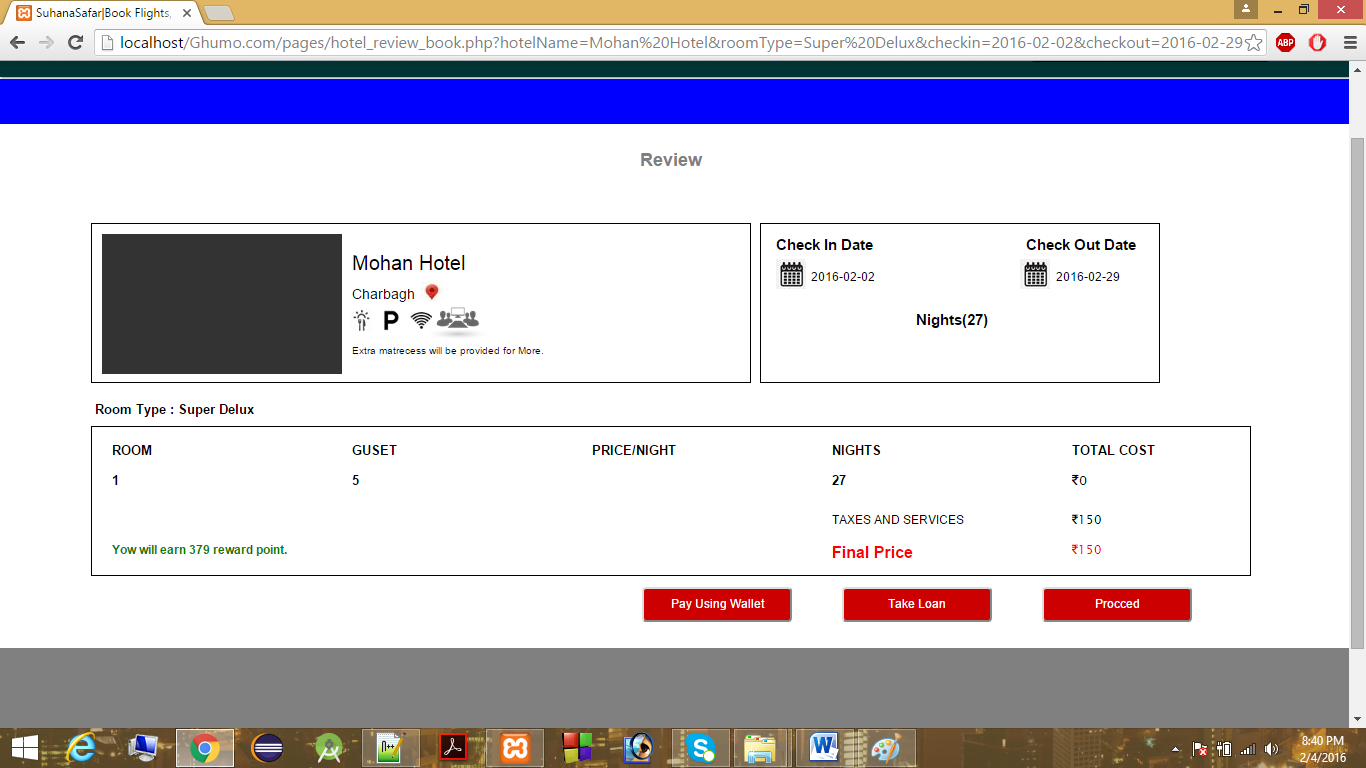 SuhanaSafar|Book Flights,
localhost/Ghumo.com/pages/hotel_review_book.php?hotelName=Mohan%20Hotel&roomType=Super%20Delux&checkin=2016-02-02&checkout=2016-02-29
ABP
Review
Mohan Hotel
Charbagh
P
Extra matrecess will be provided for More.
Check In Date Check Out Date
2016-02-02 2016-02-29
Nights(27)
Room Type : Super Delux
ROOM GUSET PRICE/NIGHT NIGHTS TOTAL COST
1 5 27 ₹0
TAXES AND SERVICES ₹150
Yow will earn 379 reward point. Final Price ₹150
Pay Using Wallet Take Loan Procced
8:40 PM
2/4/2016